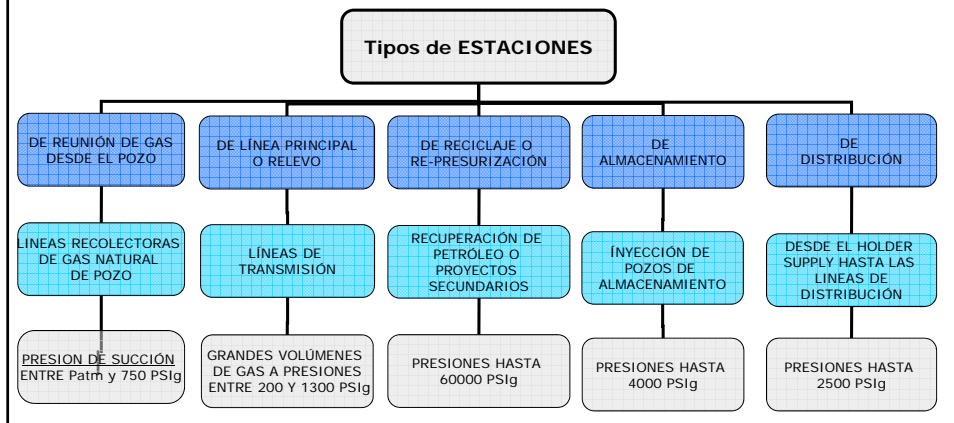 Tipos de ESTACIONES
DE REUNIÓN DE GAS
DESDE EL POZO
DE LÍNEA PRINCIPAL
O RELEVO
DE RECICLAJE O
RE-PRESURIZACIÓN
DE
ALMACENAMIENTO
DE
DISTRIBUCIÓN
LINEAS RECOLECTORAS
DE GAS NATURAL
DE POZO
LÍNEAS DE
TRANSMISIÓN
RECUPERACIÓN DE
PETRÓLEO O
PROYECTOS
SECUNDARIOS
ÍNYECCIÓN DE
POZOS DE
ALMACENAMIENTO
DESDE EL HOLDER
SUPPLY HASTA LAS
LINEAS DE
DISTRIBUCIÓN
PRESION DE SUCCIÓN
ENTRE Patm y 750 PSIg
GRANDES VOLÚMENES
DE GAS A PRESIONES
ENTRE 200 Y 1300 PSIg
PRESIONES HASTA
60000 PSIg
PRESIONES HASTA
4000 PSIg
PRESIONES HASTA
2500 PSIg